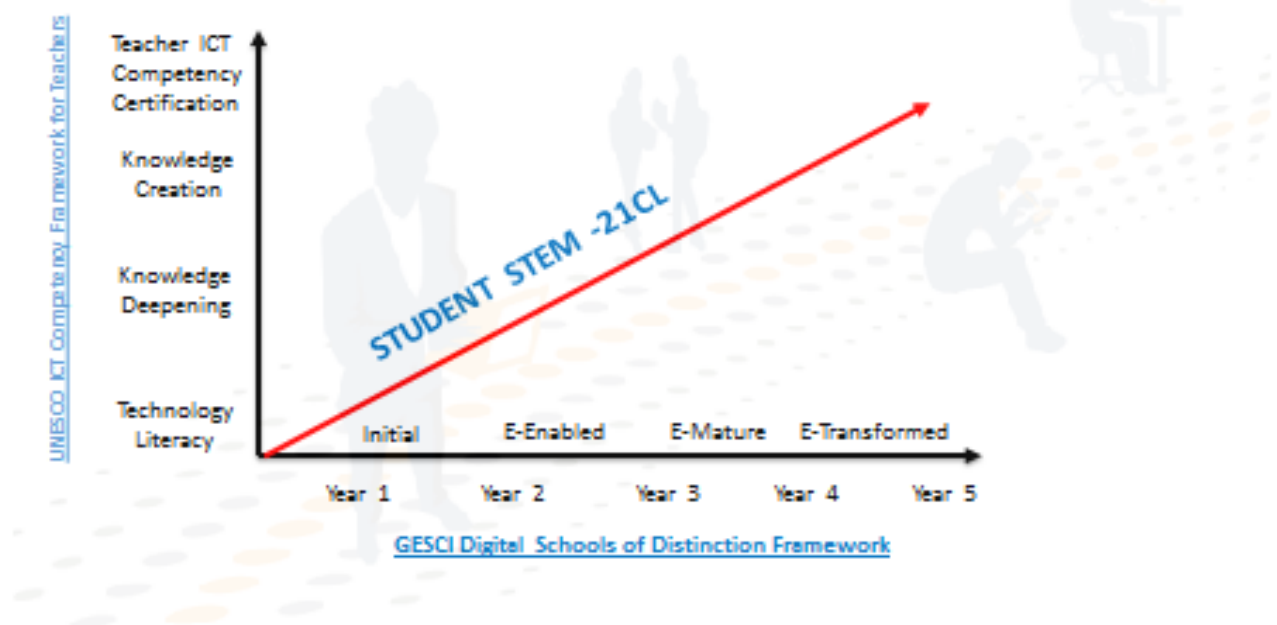 UNESCO ICT Competency Framework for Teachers
Teacher ICT
Competency
Certification
Knowledge
Creation
Knowledge
Deepening
Technology
Literacy
STUDENT STEM -21CL
Initial
E-Enabled
E-Mature
E-Transformed
Year 1
Year 2
Year 3
Year 4
Year 5
GESCI Digital Schools of Distinction Framework